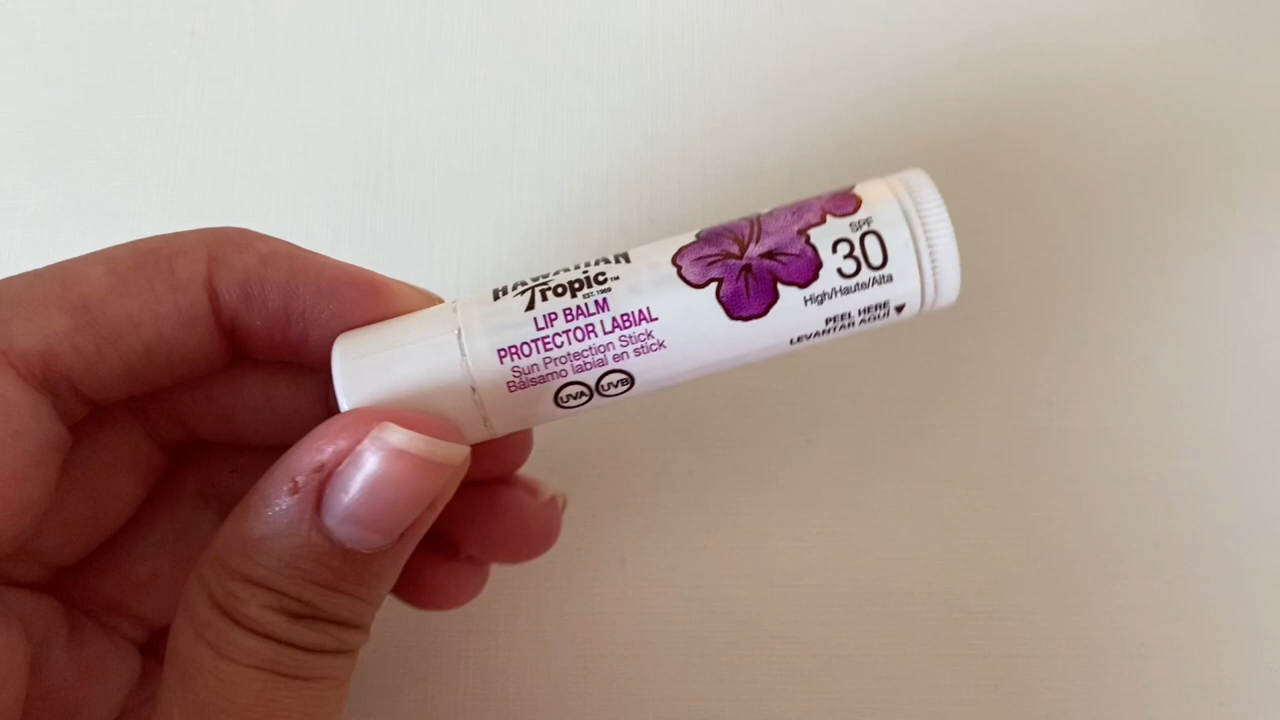 HAWAIIAN
Tropic™
EST. 1969
LIP BALM
PROTECTOR LABIAL
Sun Protection Stick
Bálsamo labial en stick
UVA UVB
SPF
30
High/Haute/Alta
PEEL HERE
LEVANTAR AQUÍ